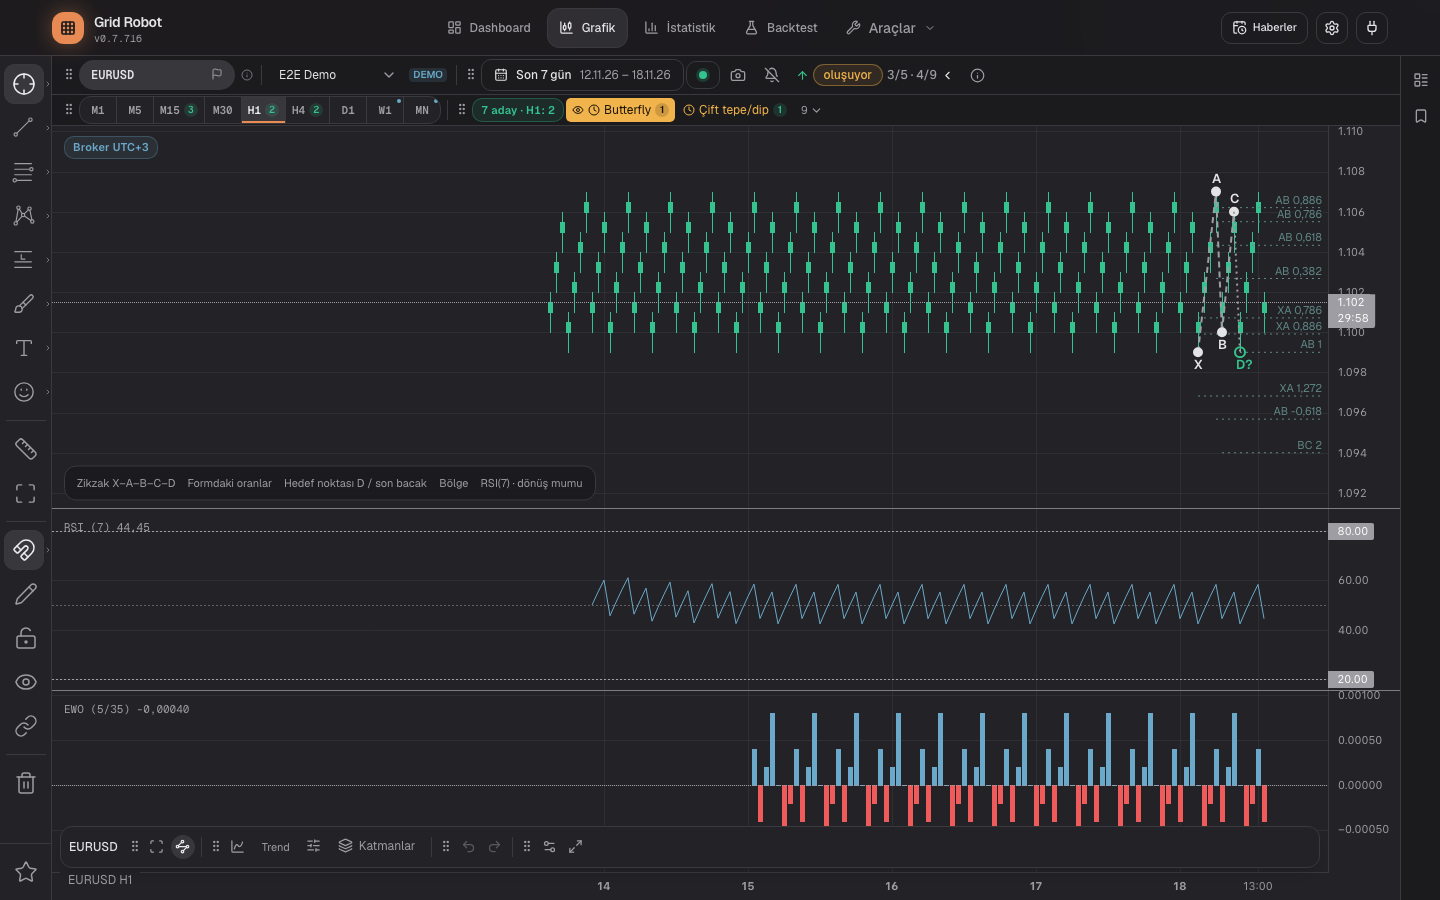 Grid Robot
v0.7.716
Dashboard
Grafik
İstatistik
Backtest
Araçlar
Haberler
EURUSD
E2E Demo
DEMO
Son 7 gün 12.11.26 – 18.11.26
oluşuyor
3/5 · 4/9
M1
M5
M15 3
M30
H1 2
H4 2
D1
W1
MN
7 aday · H1: 2
Butterfly 1
Çift tepe/dip 1
9
Broker UTC+3
1.110
1.108
1.106
1.104
1.102
1.102
29:58
1.100
1.098
1.096
1.094
1.092
A
C
X
B
D?
AB 0,886
AB 0,786
AB 0,618
AB 0,382
XA 0,786
XA 0,886
AB 1
XA 1,272
AB -0,618
BC 2
Zikzak X–A–B–C–D Formdaki oranlar Hedef noktası D / son bacak Bölge RSI(7) · dönüş mumu
RSI (7) 44,45
80.00
60.00
40.00
20.00
EWO (5/35) -0,00040
0.00100
0.00050
0.00000
−0.00050
EURUSD
Trend
Katmanlar
EURUSD H1
14
15
16
17
18
13:00